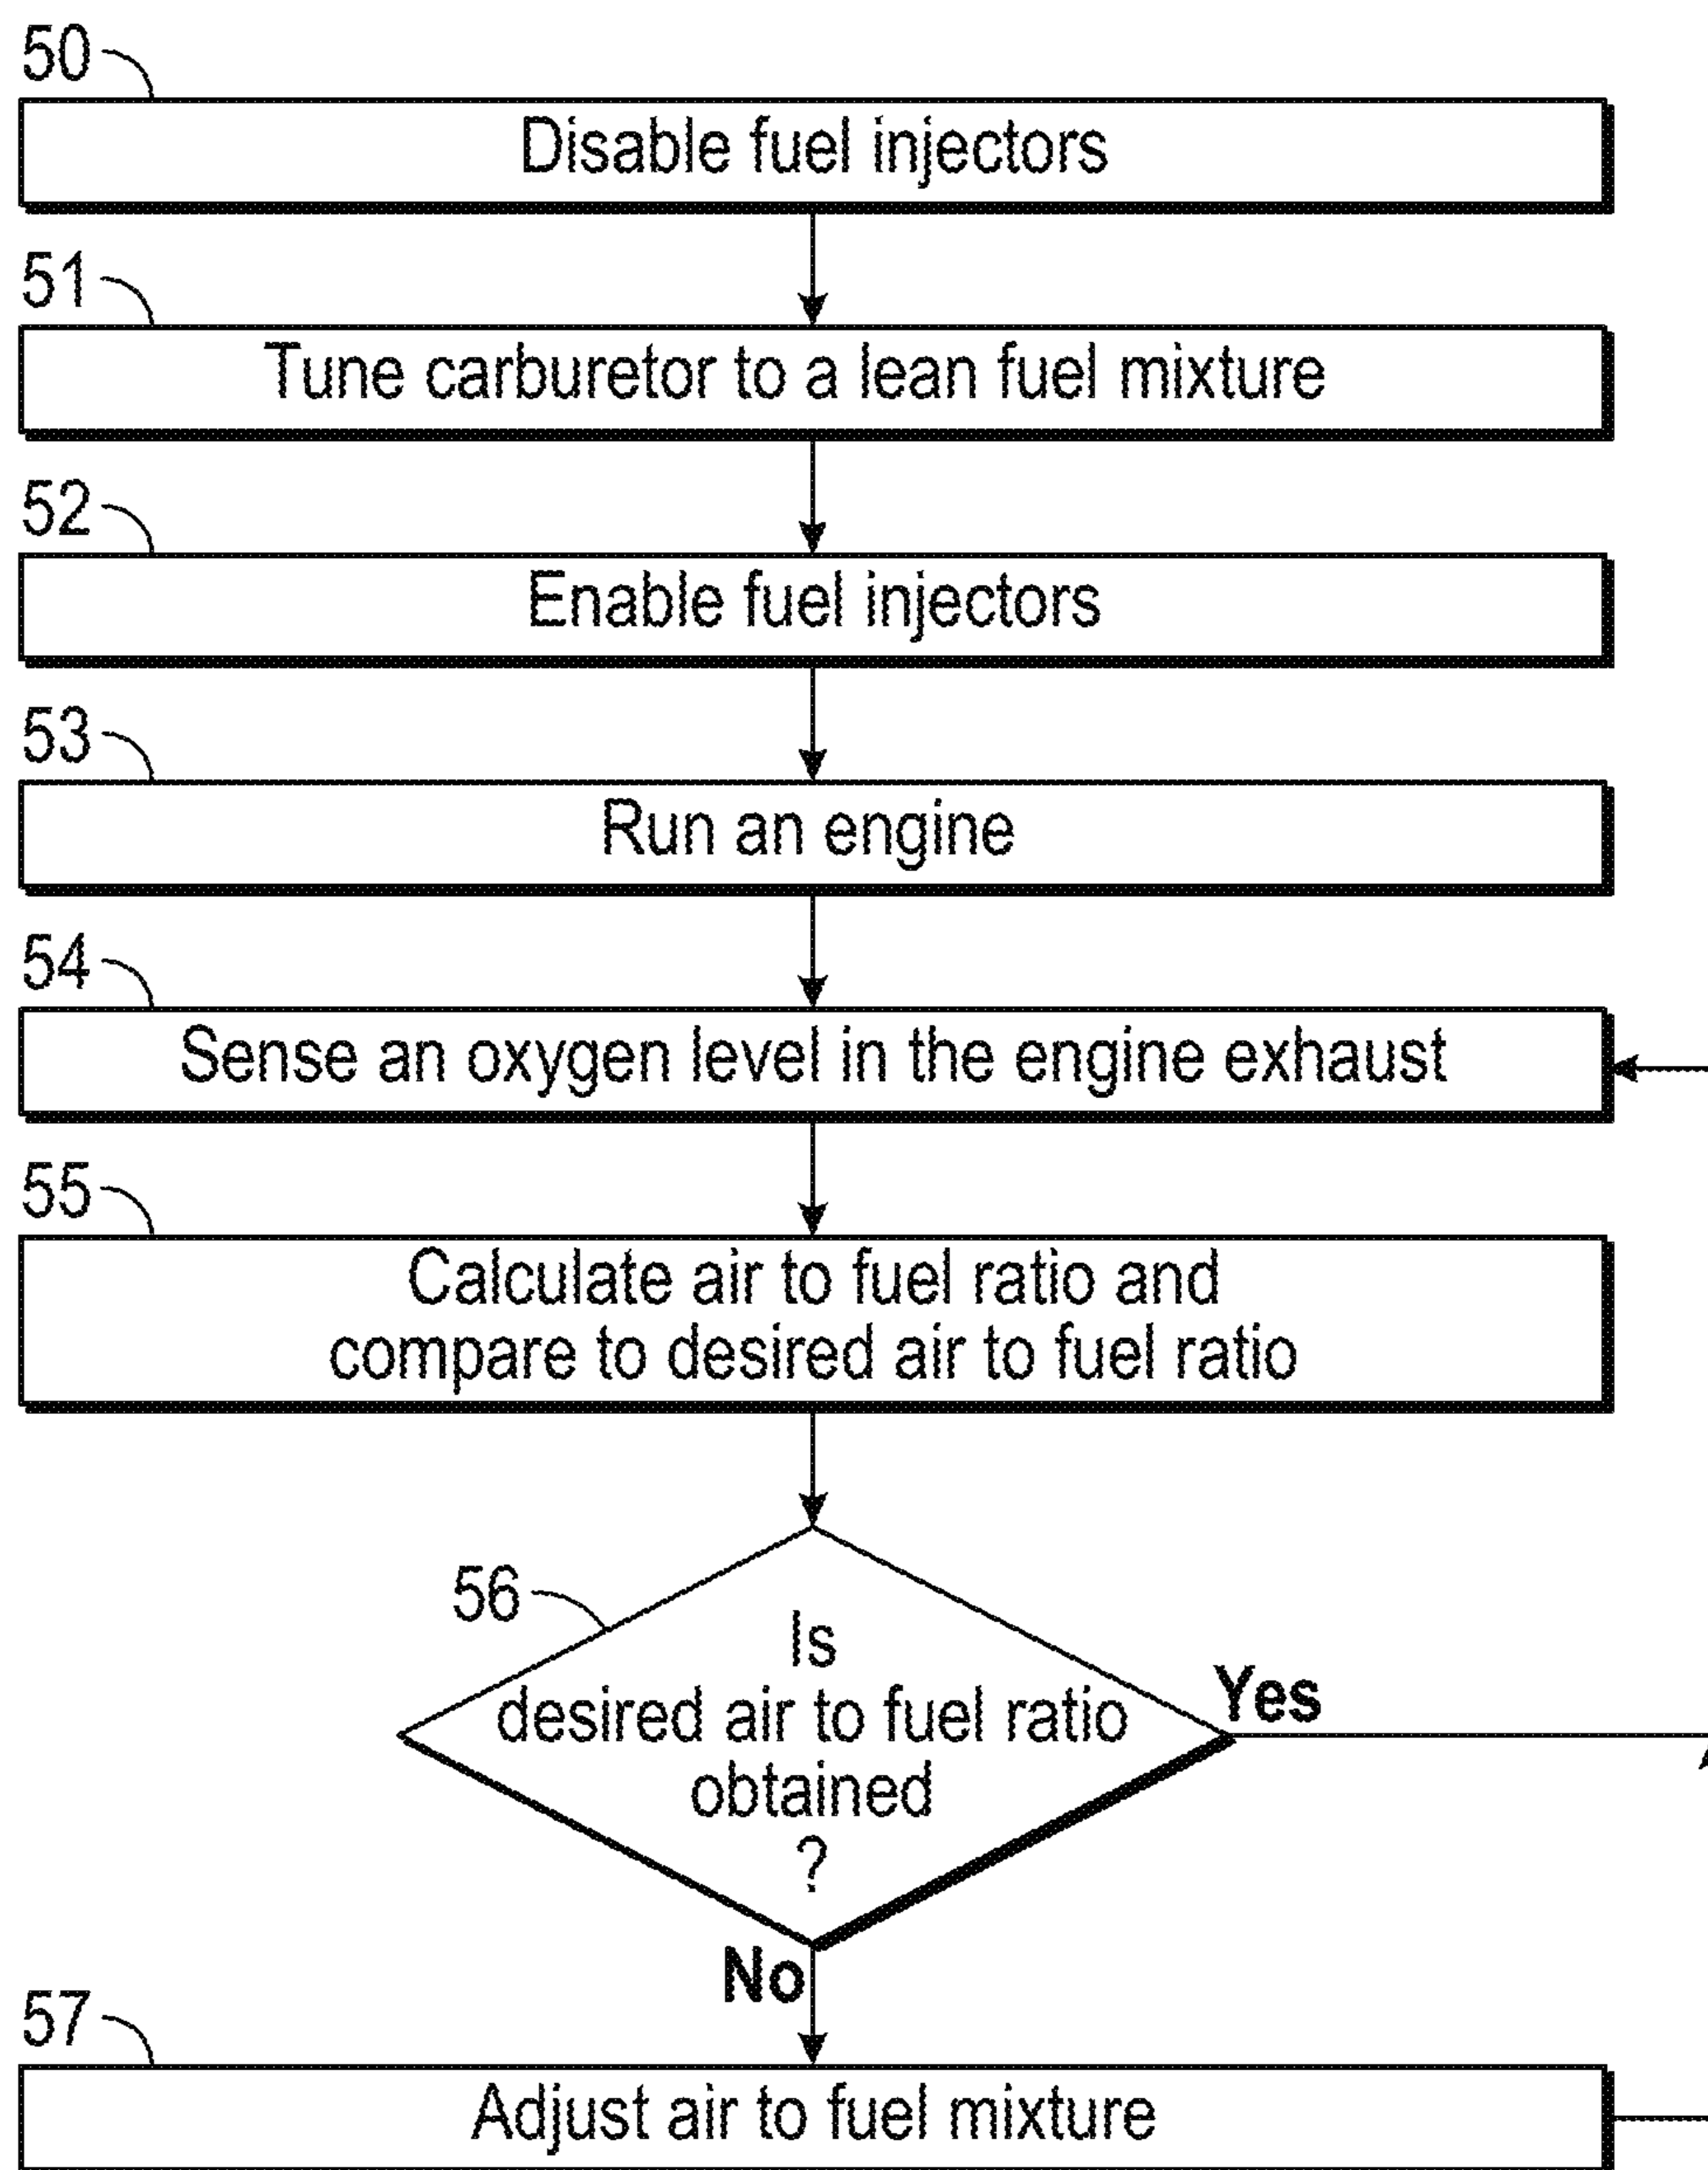 50
Disable fuel injectors
51
Tune carburetor to a lean fuel mixture
52
Enable fuel injectors
53
Run an engine
54
Sense an oxygen level in the engine exhaust
55
Calculate air to fuel ratio and
compare to desired air to fuel ratio
56
Is
desired air to fuel ratio
obtained
?
Yes
No
57
Adjust air to fuel mixture